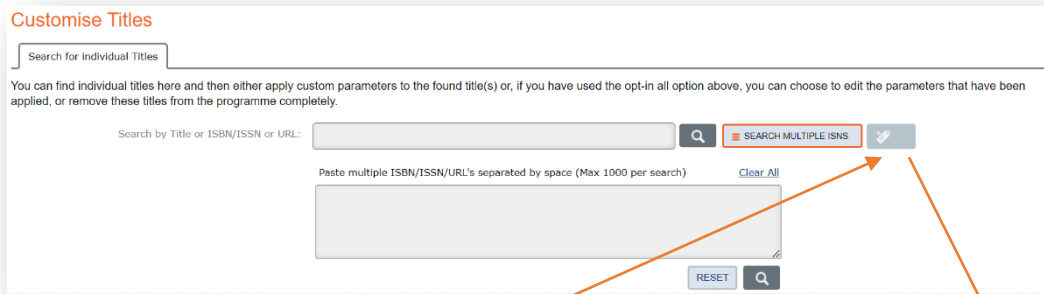 Customise Titles
Search for individual Titles
You can find individual titles here and then either apply custom parameters to the found title(s) or, if you have used the opt-in all option above, you can choose to edit the parameters that have been
applied, or remove these titles from the programme completely.
Search by Title or ISBN/ISSN or URL:
SEARCH MULTIPLE ISNS
Paste multiple ISBN/ISSN/URL's separated by space (Max 1000 per search) Clear All
RESET